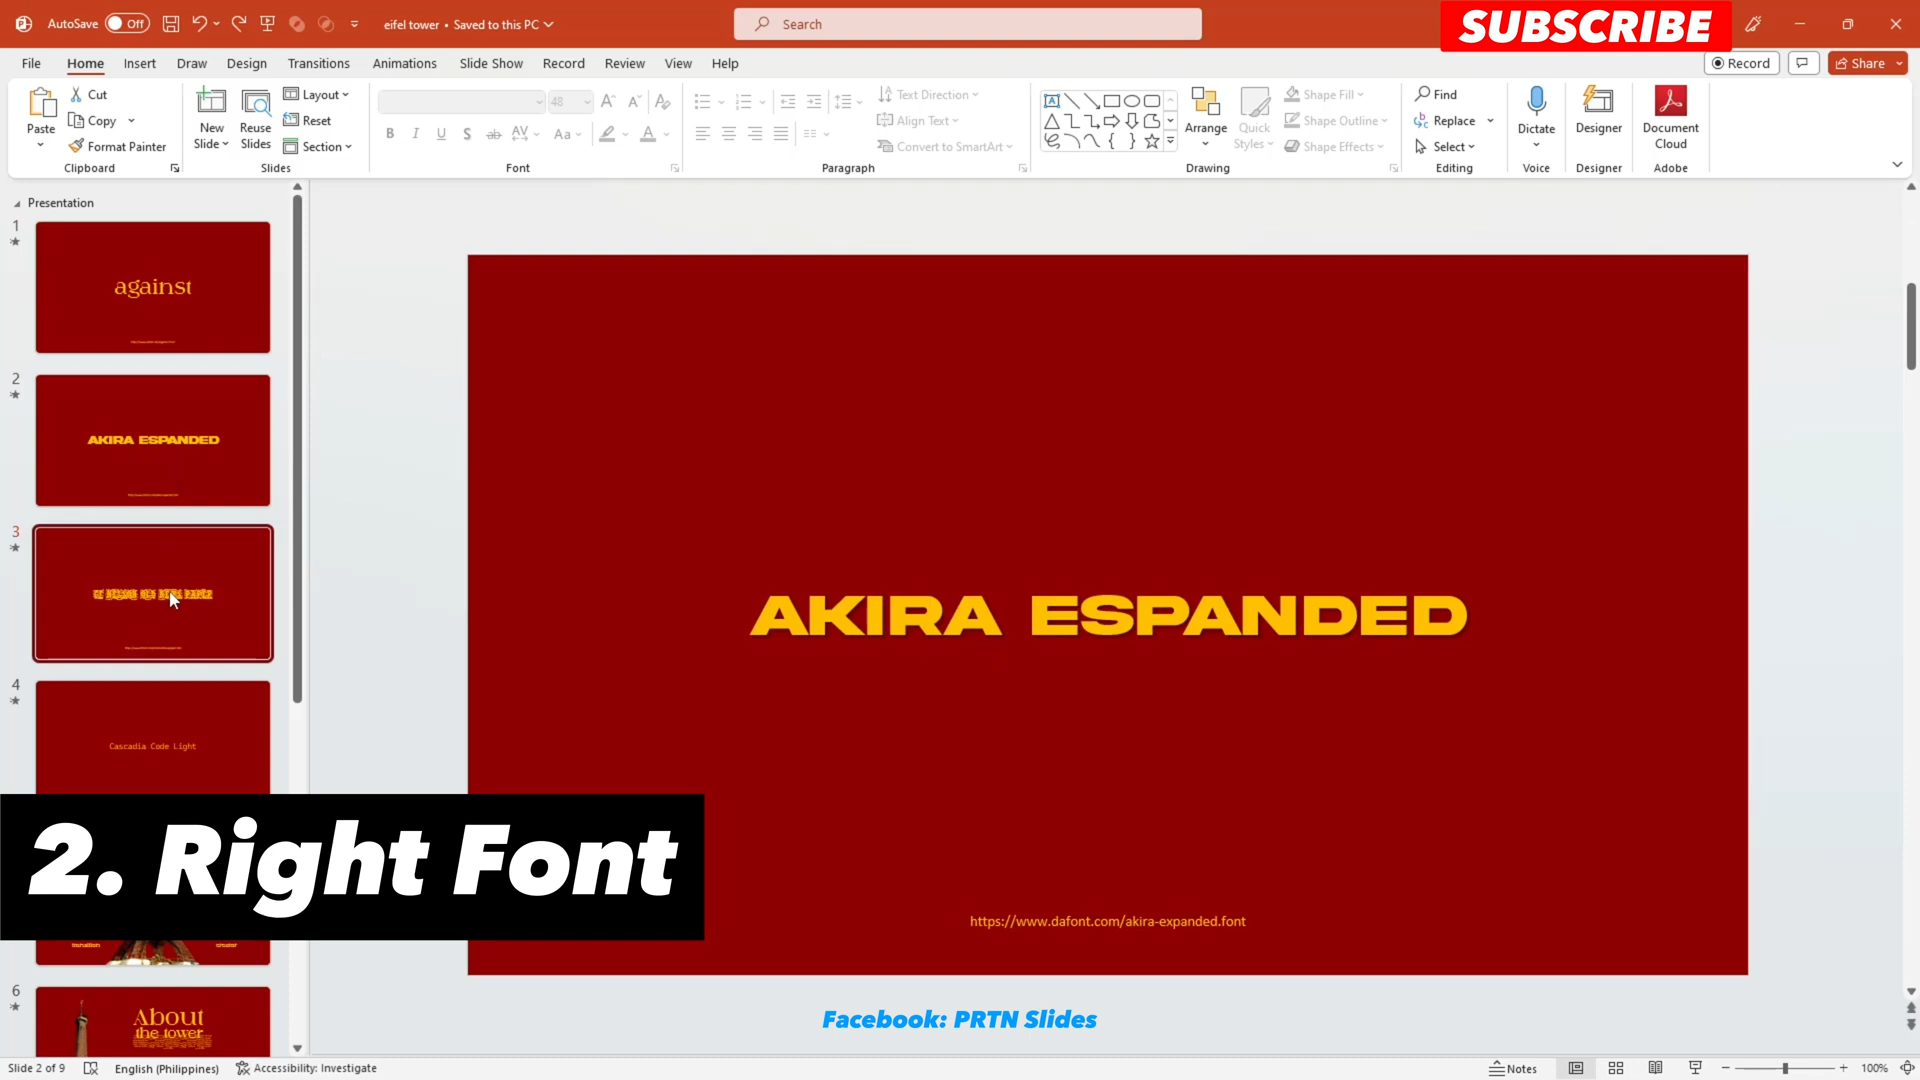 AutoSave Off
eifel tower • Saved to this PC
Search
SUBSCRIBE
File Home Insert Draw Design Transitions Animations Slide Show Record Review View Help
Record
Share
Paste
Cut
Copy
Format Painter
Clipboard
New Slide
Reuse Slides
Layout
Reset
Section
Slides
48
Font
Text Direction
Align Text
Convert to SmartArt
Paragraph
Arrange
Quick Styles
Shape Fill
Shape Outline
Shape Effects
Drawing
Find
Replace
Select
Editing
Dictate
Voice
Designer
Designer
Document Cloud
Adobe
Presentation
1
against
2
AKIRA ESPANDED
3
4
Cascadia Code Light
6
About
the tower
AKIRA ESPANDED
https://www.dafont.com/akira-expanded.font
2. Right Font
Facebook: PRTN Slides
Slide 2 of 9
English (Philippines)
Accessibility: Investigate
Notes
100%